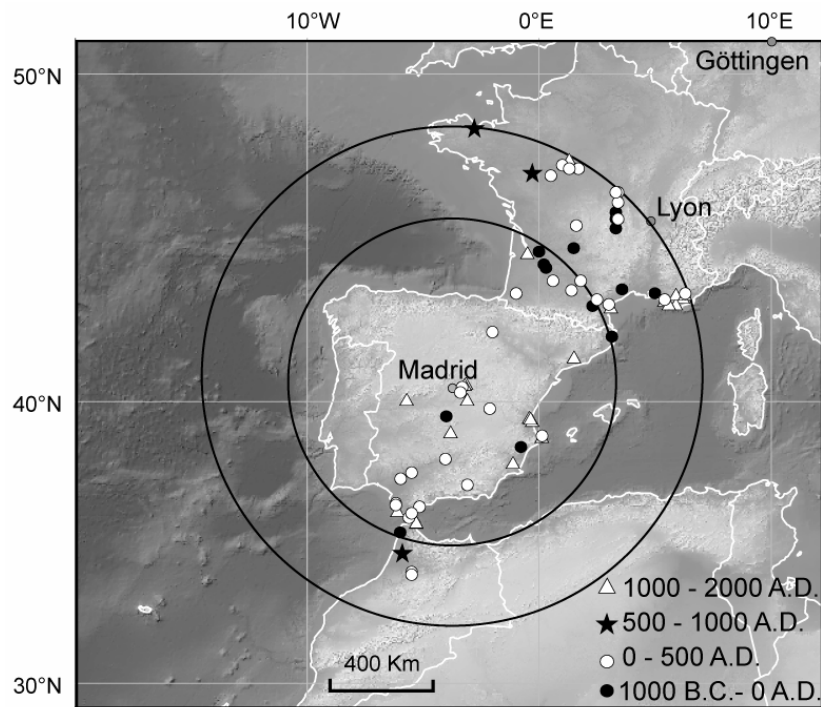 10°W 0°E 10°E
50°N
Göttingen
Lyon
Madrid
40°N
1000 - 2000 A.D.
500 - 1000 A.D.
0 - 500 A.D.
400 Km
30°N
1000 B.C.- 0 A.D.